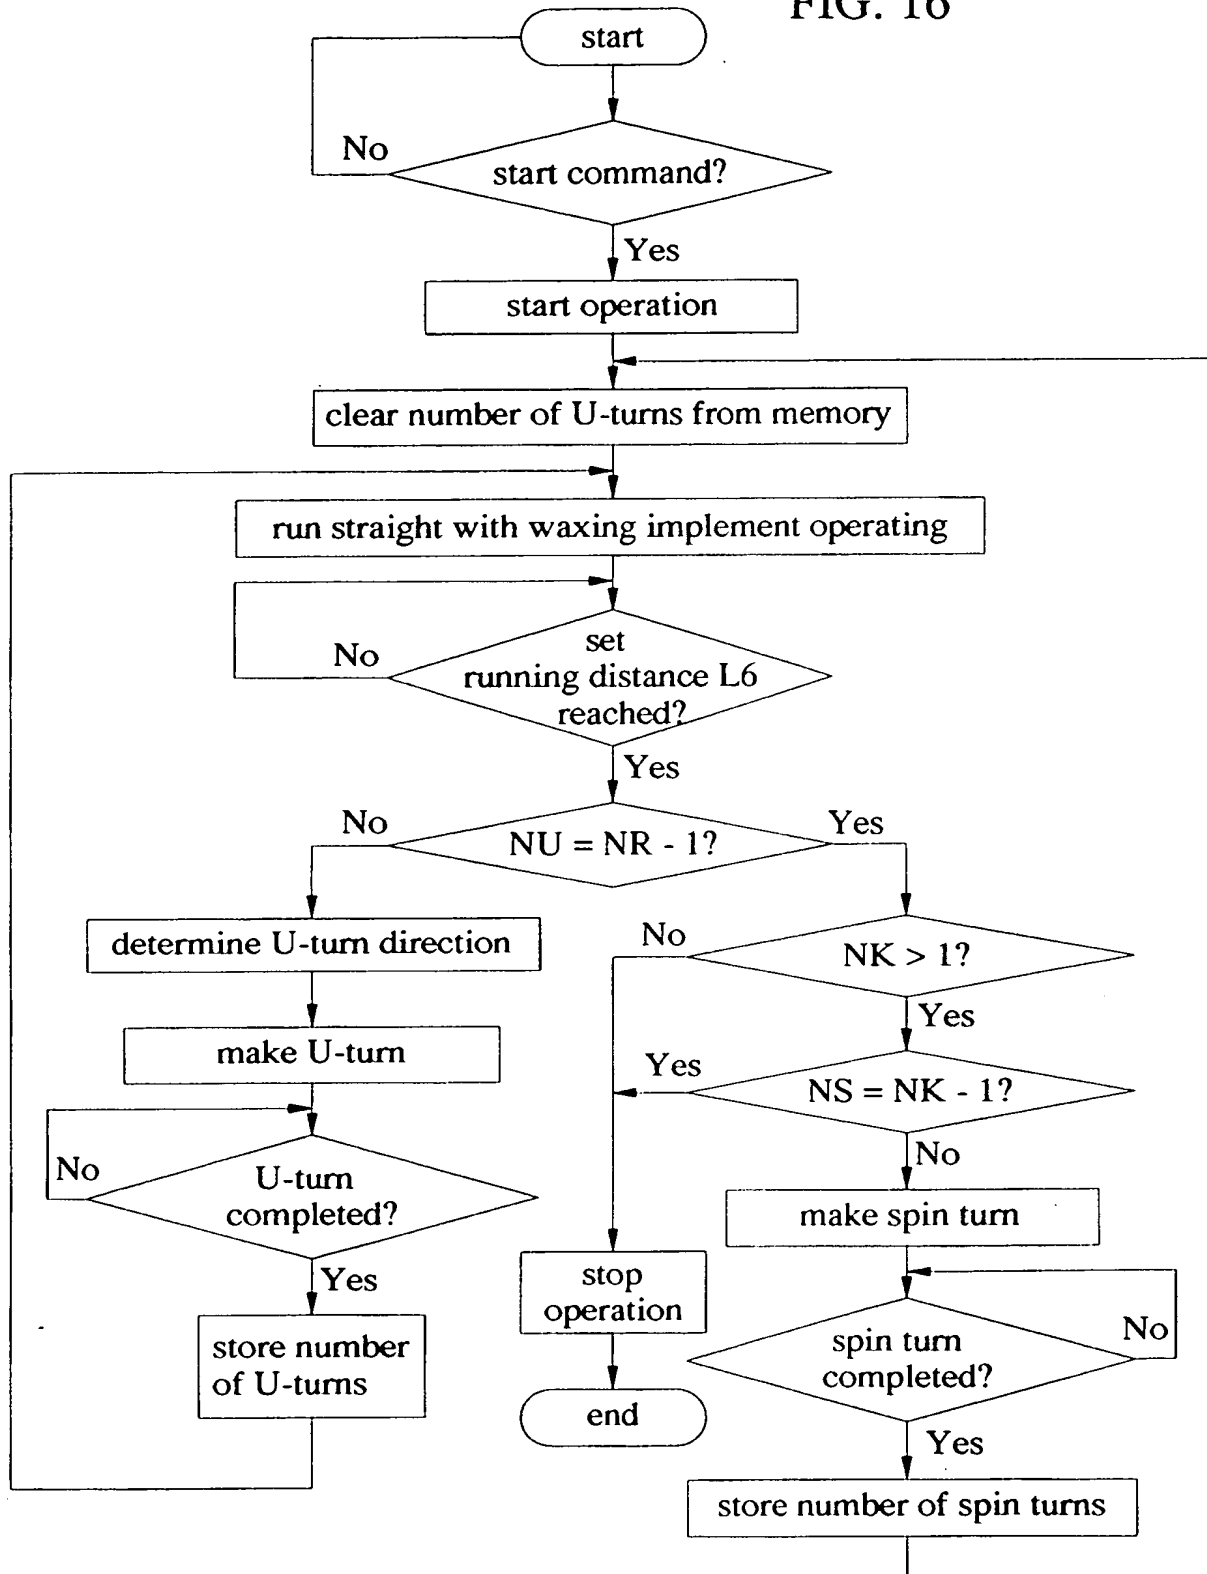 FIG. 16
start
No
start command?
Yes
start operation
clear number of U-turns from memory
run straight with waxing implement operating
set
No
running distance L6
reached?
Yes
No
NU = NR - 1?
Yes
determine U-turn direction
No
NK > 1?
make U-turn
Yes
Yes
NS = NK - 1?
No
U-turn
completed?
No
make spin turn
Yes
stop
operation
store number
of U-turns
No
spin turn
completed?
end
Yes
store number of spin turns